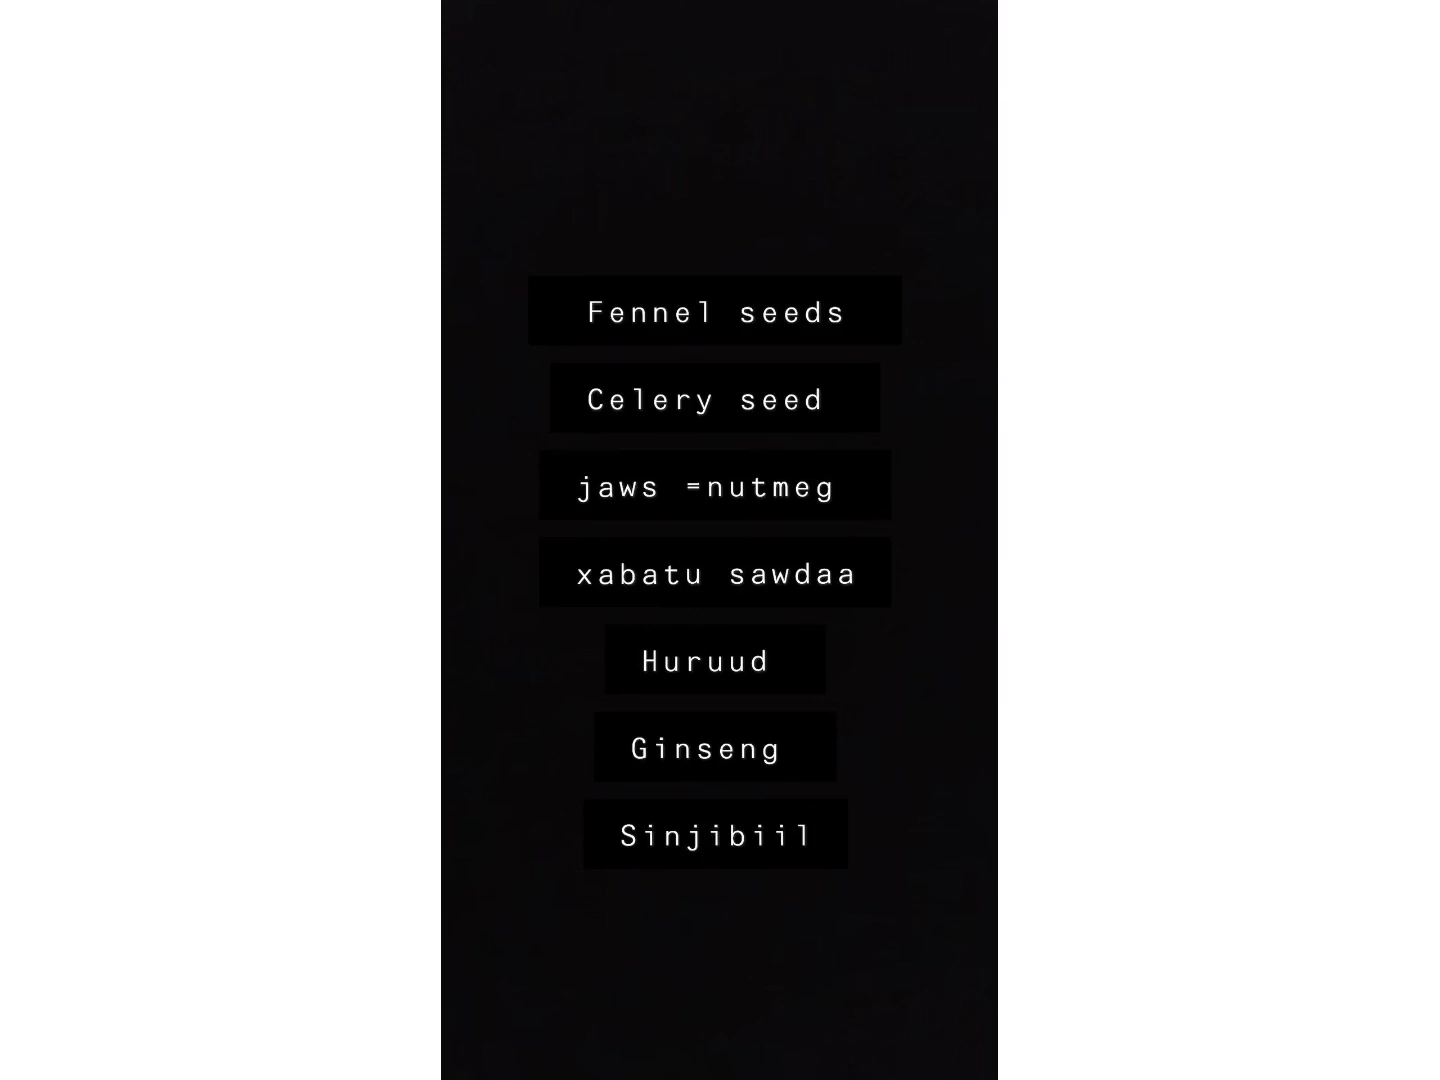 Fennel seeds
Celery seed
jaws =nutmeg
xabatu sawdaa
Huruud
Ginseng
Sinjibiil